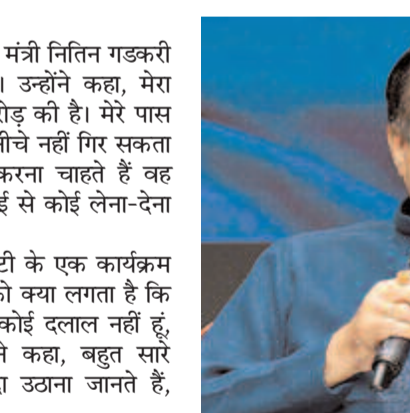 मंत्री नितिन गडकरी
। उन्होंने कहा, मेरा
की है। मेरे पास
नहीं गिर सकता
करना चाहते हैं वह
से कोई लेना-देना
के एक कार्यक्रम
क्या लगता है कि
कोई दलाल नहीं हूं,
कहा, बहुत सारे
उठाना जानते हैं,